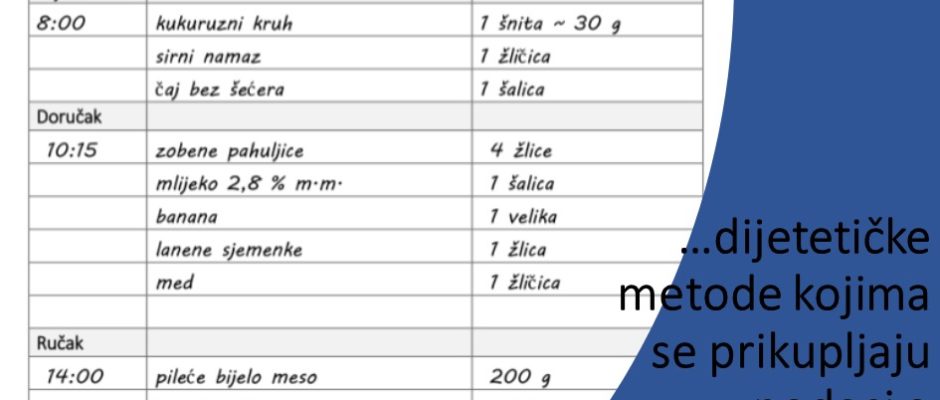 8:00 kukuruzni kruh 1 šnita ~ 30 g
sirni namaz 1 žličica
čaj bez šećera 1 šalica
Doručak
10:15 zobene pahuljice 4 žlice
mlijeko 2,8 % m·m· 1 šalica
banana 1 velika
lanene sjemenke 1 žlica
med 1 žličica
Ručak
14:00 pileće bijelo meso 200 g
...dijetetičke
metode kojima
se prikupljaju